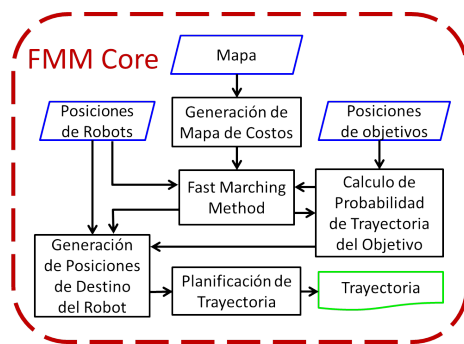 Mapa
FMM Core
Posiciones
de Robots
Generación de
Mapa de Costos
Posiciones
de objetivos
Fast Marching
Method
Calculo de
Probabilidad
de Trayectoria
del Objetivo
Generación
de Posiciones
de Destino
del Robot
Planificación de
Trayectoria
Trayectoria